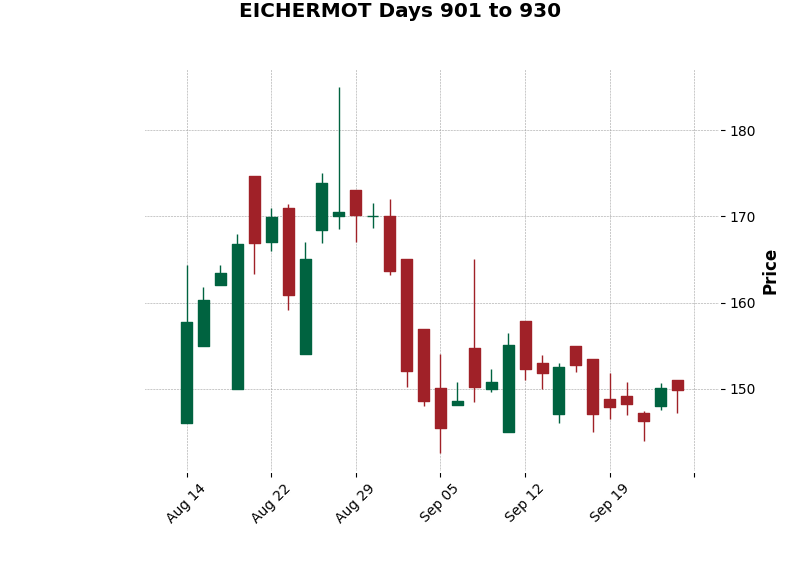 EICHERMOT Days 901 to 930
180
170
160
150
Price
Aug 14
Aug 22
Aug 29
Sep 05
Sep 12
Sep 19